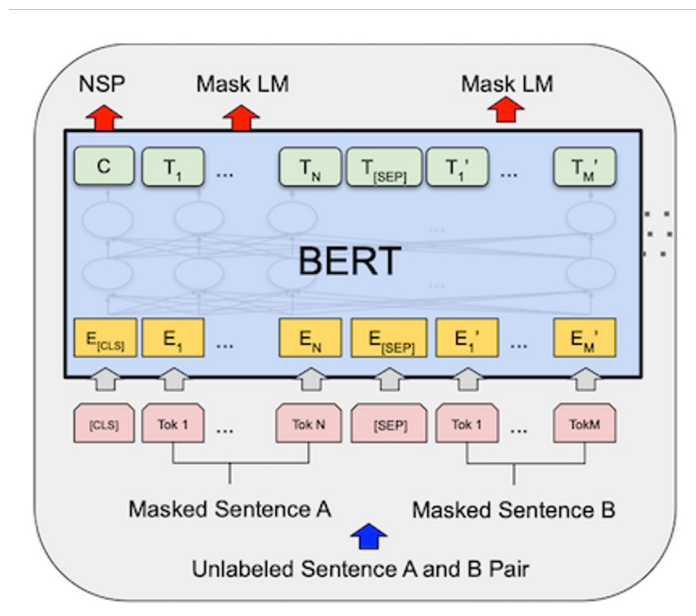 NSP Mask LM Mask LM
C T1 ... TN T[SEP] T1' ... TM'
...
BERT
...
E[CLS] E1 ... EN E[SEP] E1' ... EM'
[CLS] Tok 1 ... Tok N [SEP] Tok 1 ... TokM
Masked Sentence A Masked Sentence B
Unlabeled Sentence A and B Pair